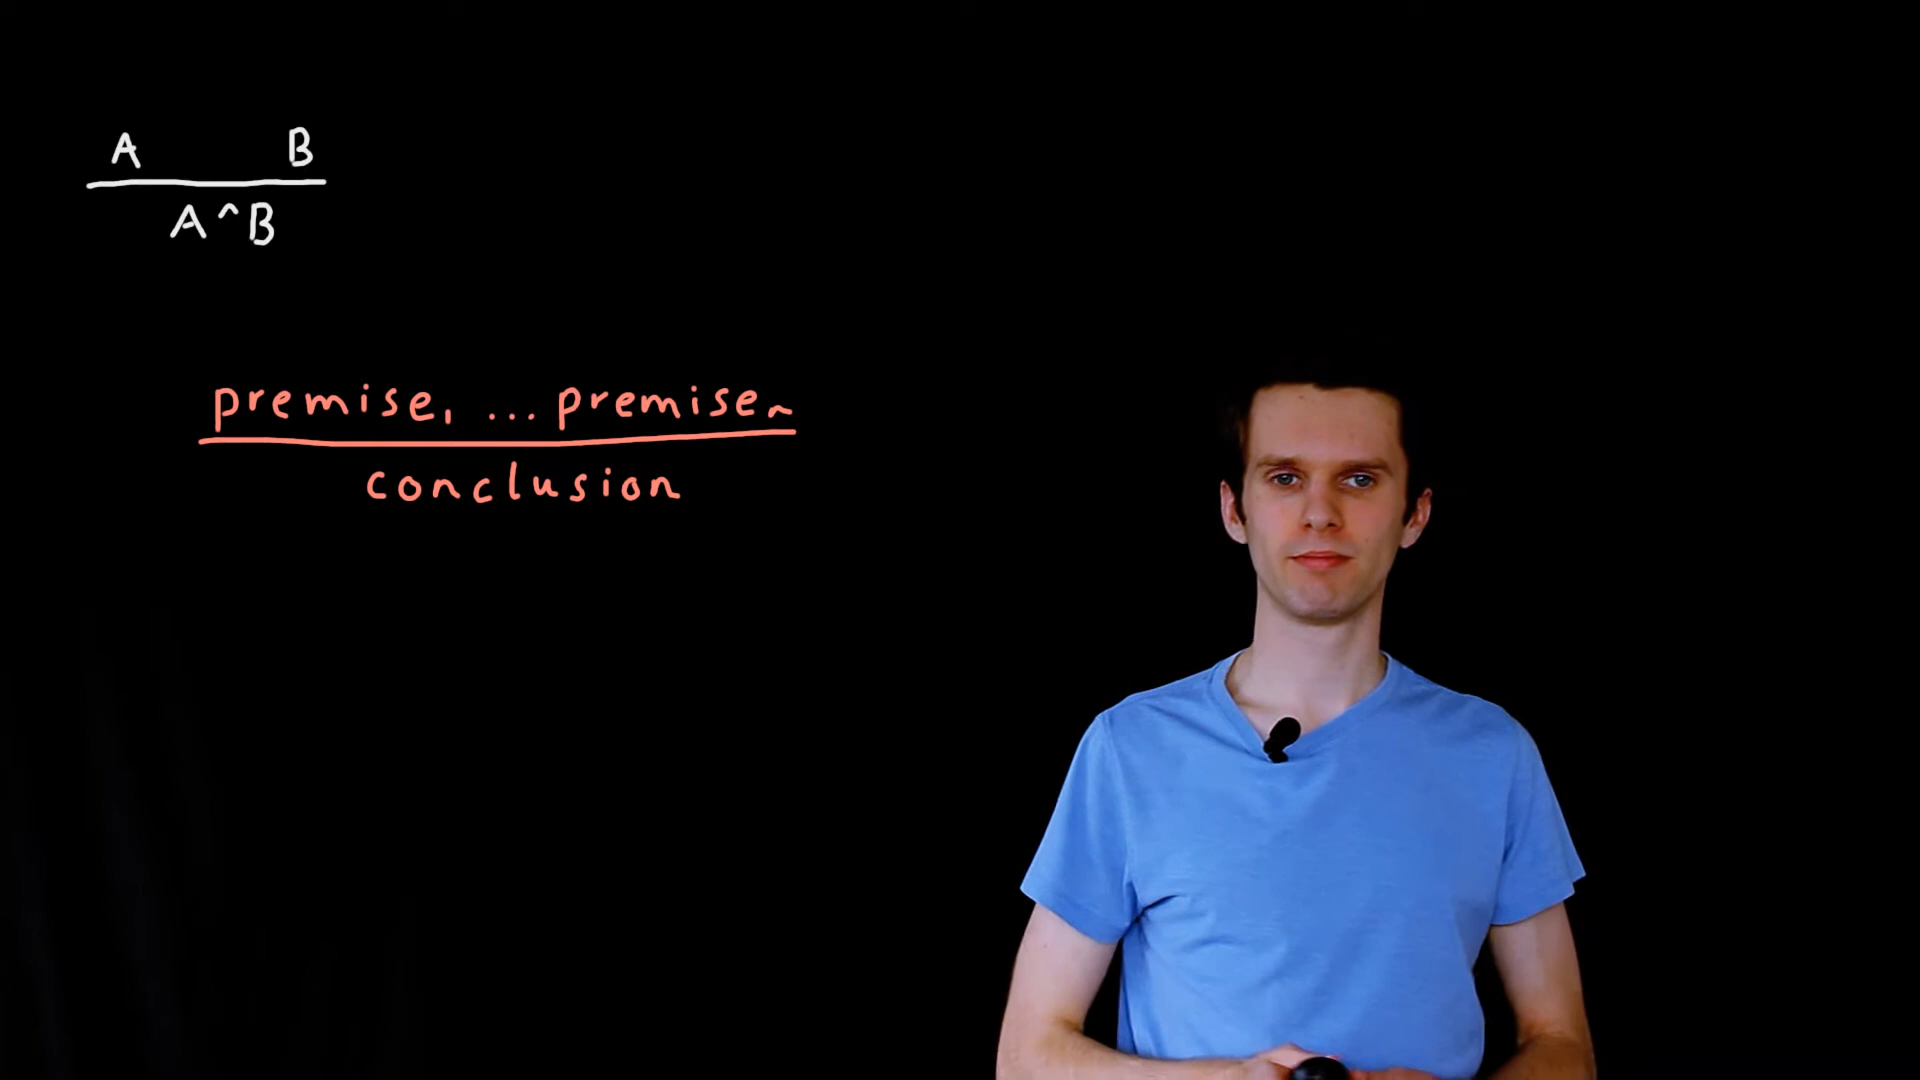 A B
A ^ B
premise₁ ... premiseₙ
conclusion